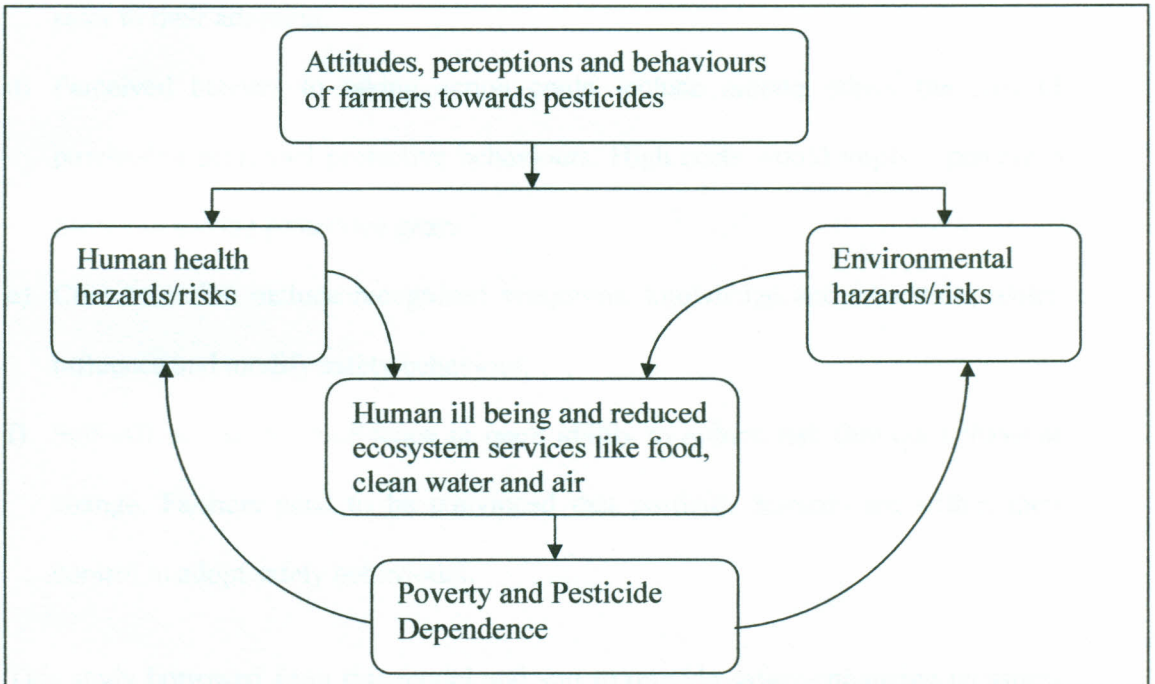 Attitudes, perceptions and behaviours
of farmers towards pesticides
Human health
hazards/risks
Environmental
hazards/risks
Human ill being and reduced
ecosystem services like food,
clean water and air
Poverty and Pesticide
Dependence